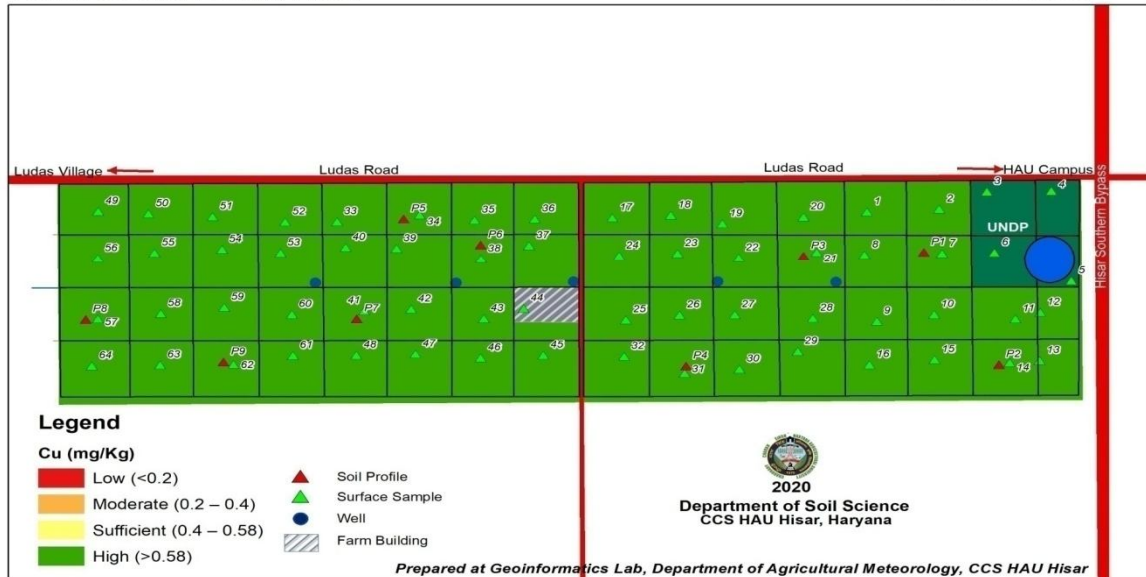 Ludas Village
Ludas Road
Ludas Road
HAU Campus
Hisar Southern Bypass
49 50 51 52 33 P5 34 35 36 17 18 19 20 1 2 3 4
UNDP
56 55 54 53 40 39 P6 38 37 24 23 22 P3 21 8 P1 7 6 5
P8 57 58 59 60 41 P7 42 43 44 25 26 27 28 9 10 11 12
64 63 P9 62 61 48 47 46 45 32 P4 31 30 29 16 15 P2 14 13
Legend
Cu (mg/Kg)
Low (<0.2)
Moderate (0.2 – 0.4)
Sufficient (0.4 – 0.58)
High (>0.58)
Soil Profile
Surface Sample
Well
Farm Building
2020
Department of Soil Science
CCS HAU Hisar, Haryana
Prepared at Geoinformatics Lab, Department of Agricultural Meteorology, CCS HAU Hisar